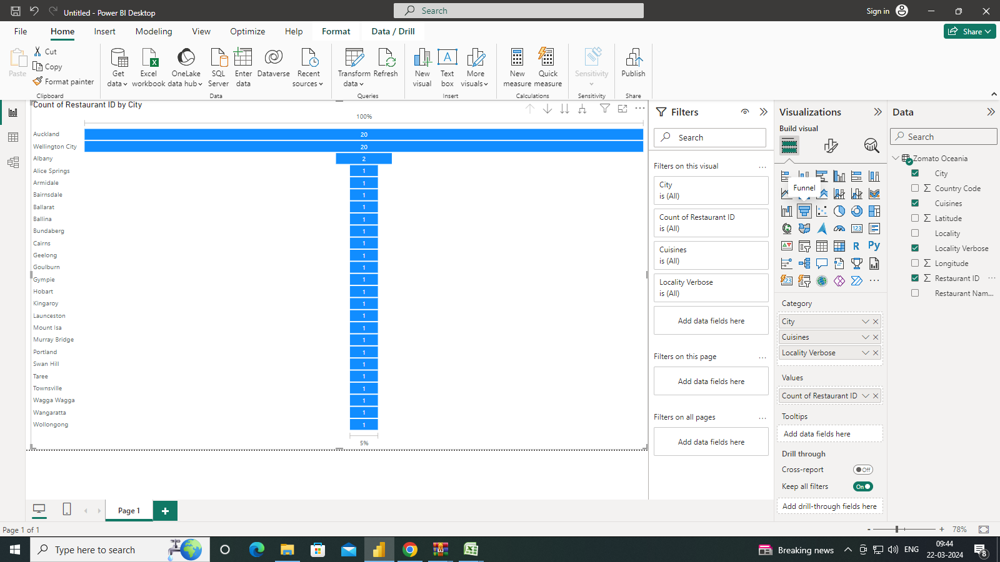 Untitled - Power BI Desktop
Search
Sign in
File
Home
Insert
Modeling
View
Optimize
Help
Format
Data / Drill
Share
Paste
Cut
Copy
Format painter
Clipboard
Get data
Excel workbook
OneLake data hub
SQL Server
Enter data
Dataverse
Recent sources
Data
Transform data
Refresh
Queries
New visual
Text box
More visuals
Insert
New measure
Quick measure
Calculations
Sensitivity
Sensitivity
Publish
Share
Count of Restaurant ID by City
100%
Auckland 20
Wellington City 20
Albany 2
Alice Springs 1
Armidale 1
Bairnsdale 1
Ballarat 1
Ballina 1
Bundaberg 1
Cairns 1
Geelong 1
Goulburn 1
Gympie 1
Hobart 1
Kingaroy 1
Launceston 1
Mount Isa 1
Murray Bridge 1
Portland 1
Swan Hill 1
Taree 1
Townsville 1
Wagga Wagga 1
Wangaratta 1
Wollongong 1
5%
Filters
Search
Filters on this visual
City
is (All)
Count of Restaurant ID
is (All)
Cuisines
is (All)
Locality Verbose
is (All)
Add data fields here
Filters on this page
Add data fields here
Filters on all pages
Add data fields here
Visualizations
Build visual
Funnel
123
R
Py
123
Category
City
Cuisines
Locality Verbose
Values
Count of Restaurant ID
Tooltips
Add data fields here
Drill through
Cross-report
Off
Keep all filters
On
Add drill-through fields here
Data
Search
Zomato Oceania
City
Country Code
Cuisines
Latitude
Locality
Locality Verbose
Longitude
Restaurant ID
Restaurant Nam...
Page 1
Page 1 of 1
- + 78%
Type here to search
Breaking news
ENG
09:44
22-03-2024
8